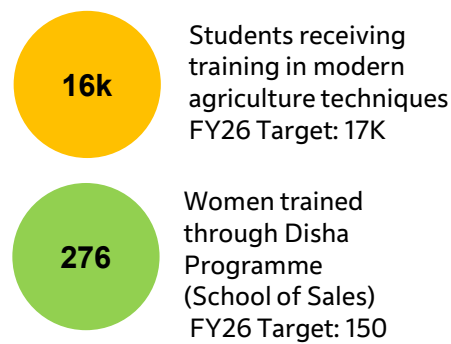 16k
Students receiving
training in modern
agriculture techniques
FY26 Target: 17K
276
Women trained
through Disha
Programme
(School of Sales)
FY26 Target: 150